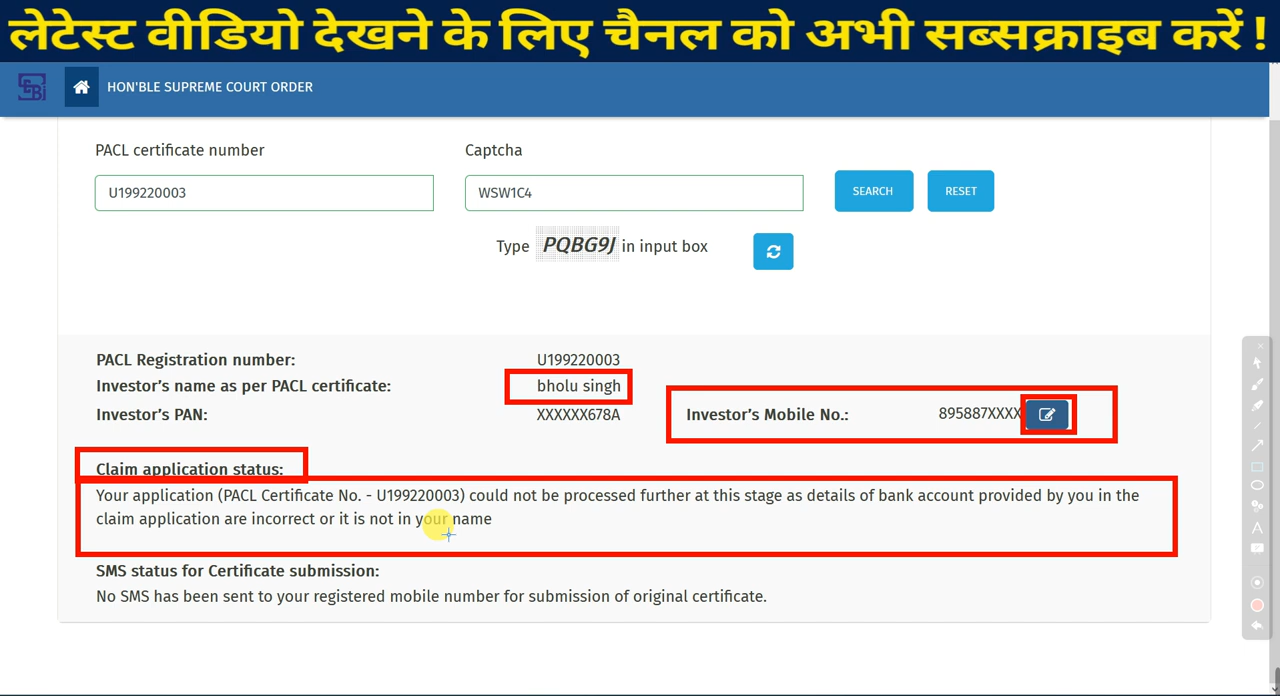 लेटेस्ट वीडियो देखने के लिए चैनल को अभी सब्सक्राइब करें !
SEBI HON'BLE SUPREME COURT ORDER
PACL certificate number Captcha
U199220003 WSW1C4 SEARCH RESET
Type PQBG9J in input box
PACL Registration number: U199220003
Investor's name as per PACL certificate: bholu singh
Investor's PAN: XXXXXX678A Investor's Mobile No.: 895887XXXX
Claim application status:
Your application (PACL Certificate No. - U199220003) could not be processed further at this stage as details of bank account provided by you in the
claim application are incorrect or it is not in your name
SMS status for Certificate submission:
No SMS has been sent to your registered mobile number for submission of original certificate.